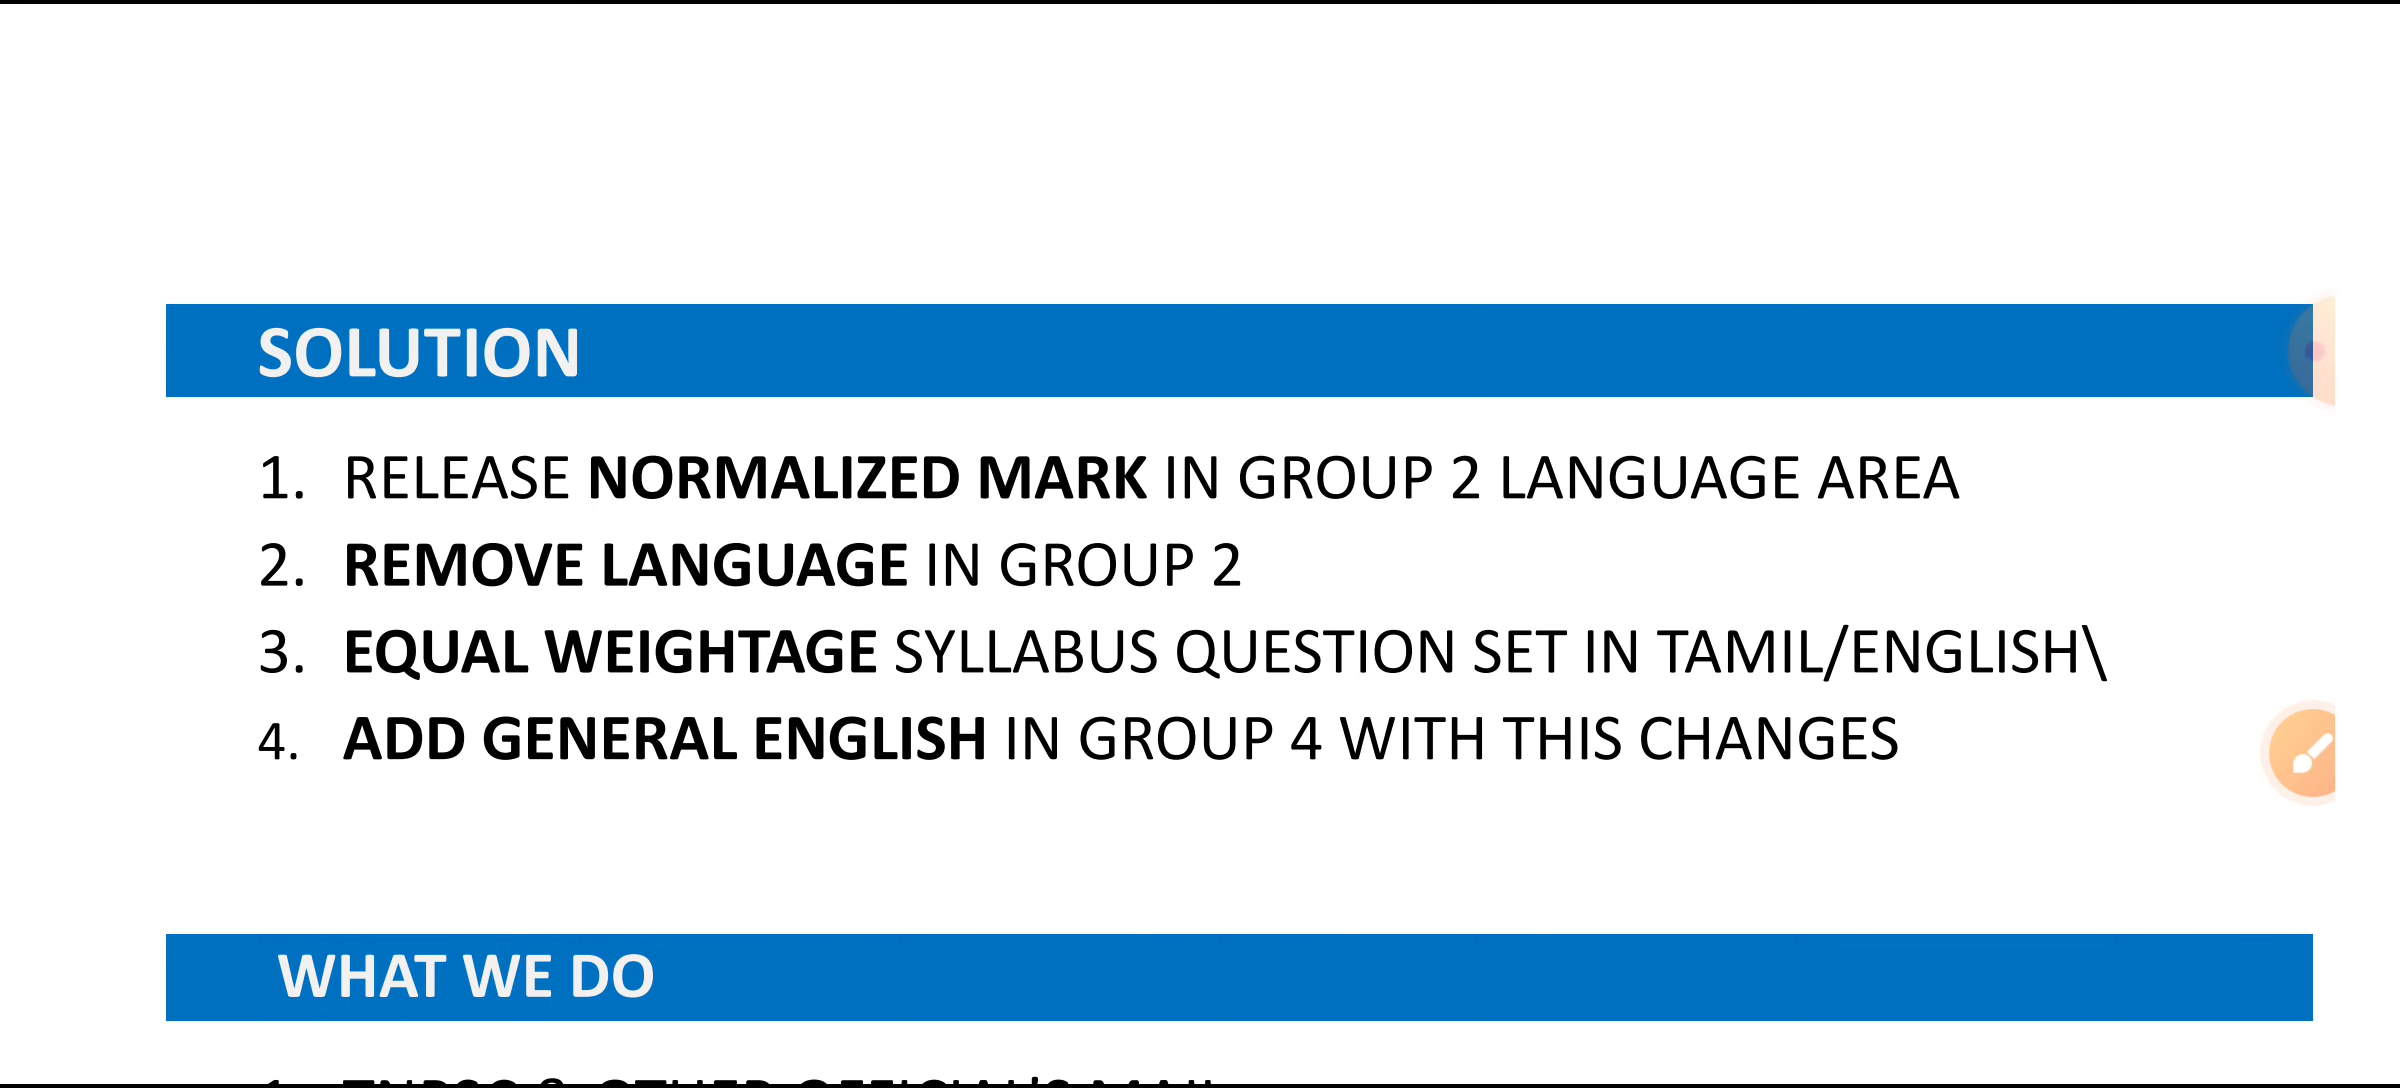 SOLUTION
1. RELEASE NORMALIZED MARK IN GROUP 2 LANGUAGE AREA
2. REMOVE LANGUAGE IN GROUP 2
3. EQUAL WEIGHTAGE SYLLABUS QUESTION SET IN TAMIL/ENGLISH\
4. ADD GENERAL ENGLISH IN GROUP 4 WITH THIS CHANGES
WHAT WE DO